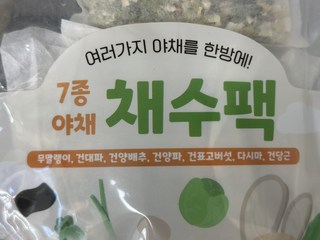 여러가지 야채를 한방에!
7종
야채
채수팩
무말랭이, 건대파, 건양배추, 건양파, 건표고버섯, 다시마, 건당근